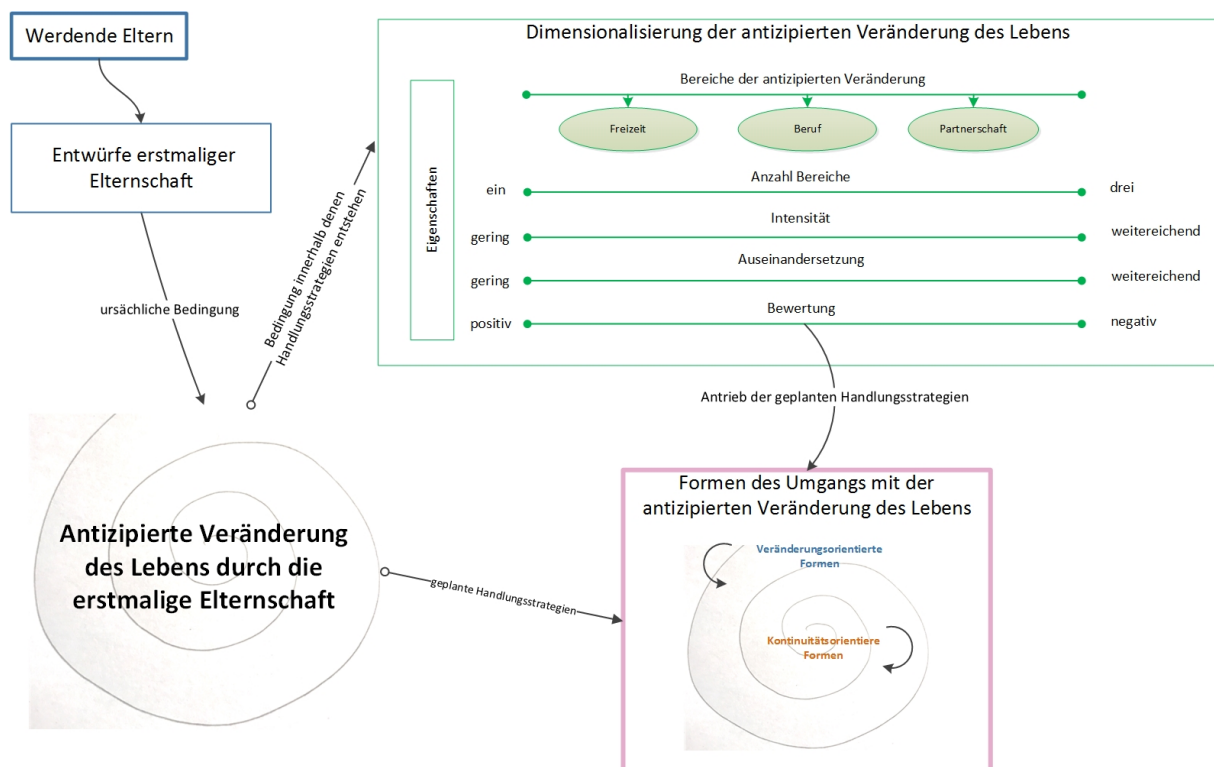 Werdende Eltern
Entwürfe erstmaliger
Elternschaft
ursächliche Bedingung
Bedingung innerhalb denen
Handlungsstrategien entstehen
Dimensionalisierung der antizipierten Veränderung des Lebens
Eigenschaften
Bereiche der antizipierten Veränderung
Freizeit
Beruf
Partnerschaft
Anzahl Bereiche
ein
drei
Intensität
gering
weitereichend
Auseinandersetzung
gering
weitereichend
Bewertung
positiv
negativ
Antrieb der geplanten Handlungsstrategien
Antizipierte Veränderung
des Lebens durch die
erstmalige Elternschaft
geplante Handlungsstrategien
Formen des Umgangs mit der
antizipierten Veränderung des Lebens
Veränderungsorientierte
Formen
Kontinuitätsorientiere
Formen